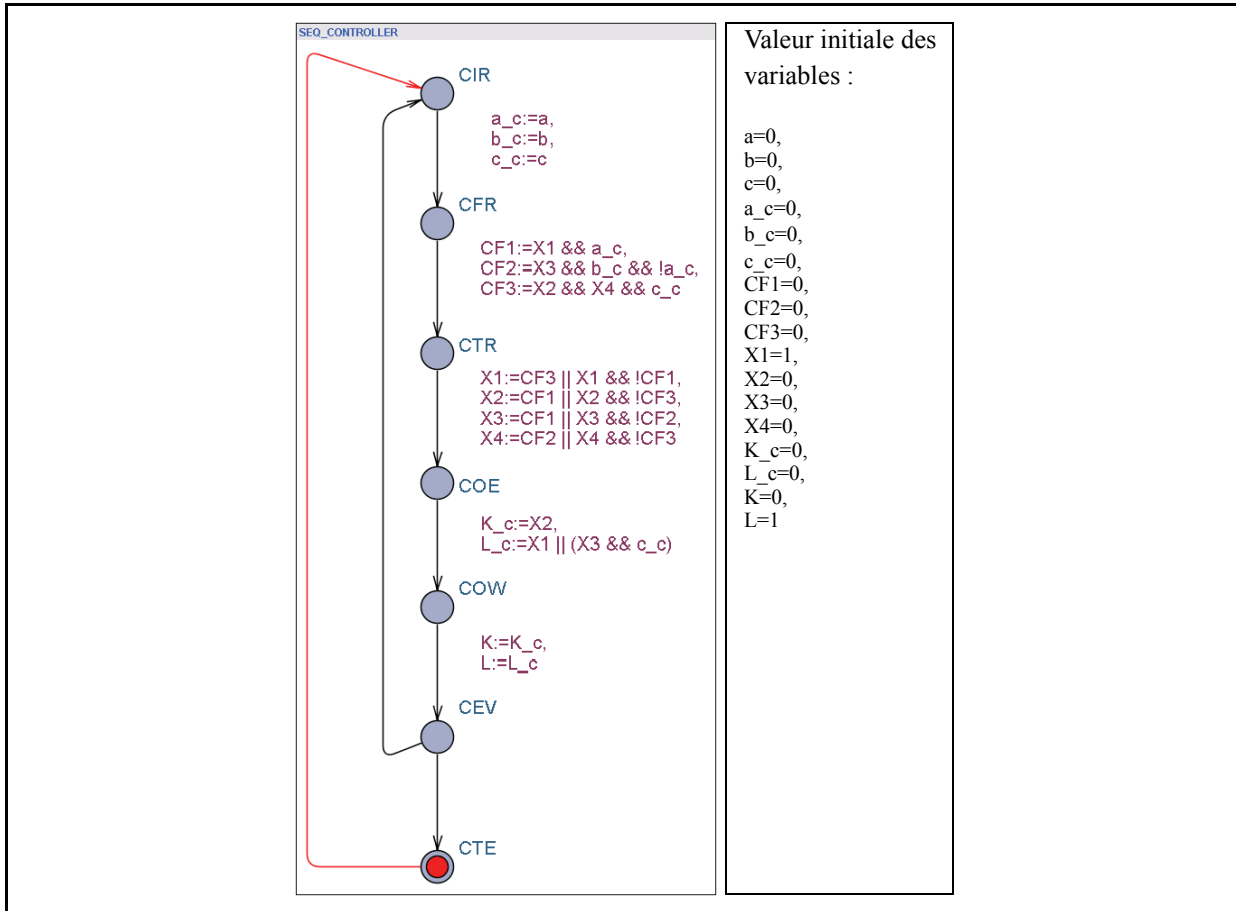 SEQ_CONTROLLER
CIR
a_c:=a,
b_c:=b,
c_c:=c
CFR
CF1:=X1 && a_c,
CF2:=X3 && b_c && !a_c,
CF3:=X2 && X4 && c_c
CTR
X1:=CF3 || X1 && !CF1,
X2:=CF1 || X2 && !CF3,
X3:=CF1 || X3 && !CF2,
X4:=CF2 || X4 && !CF3
COE
K_c:=X2,
L_c:=X1 || (X3 && c_c)
COW
K:=K_c,
L:=L_c
CEV
CTE
Valeur initiale des
variables :
a=0,
b=0,
c=0,
a_c=0,
b_c=0,
c_c=0,
CF1=0,
CF2=0,
CF3=0,
X1=1,
X2=0,
X3=0,
X4=0,
K_c=0,
L_c=0,
K=0,
L=1